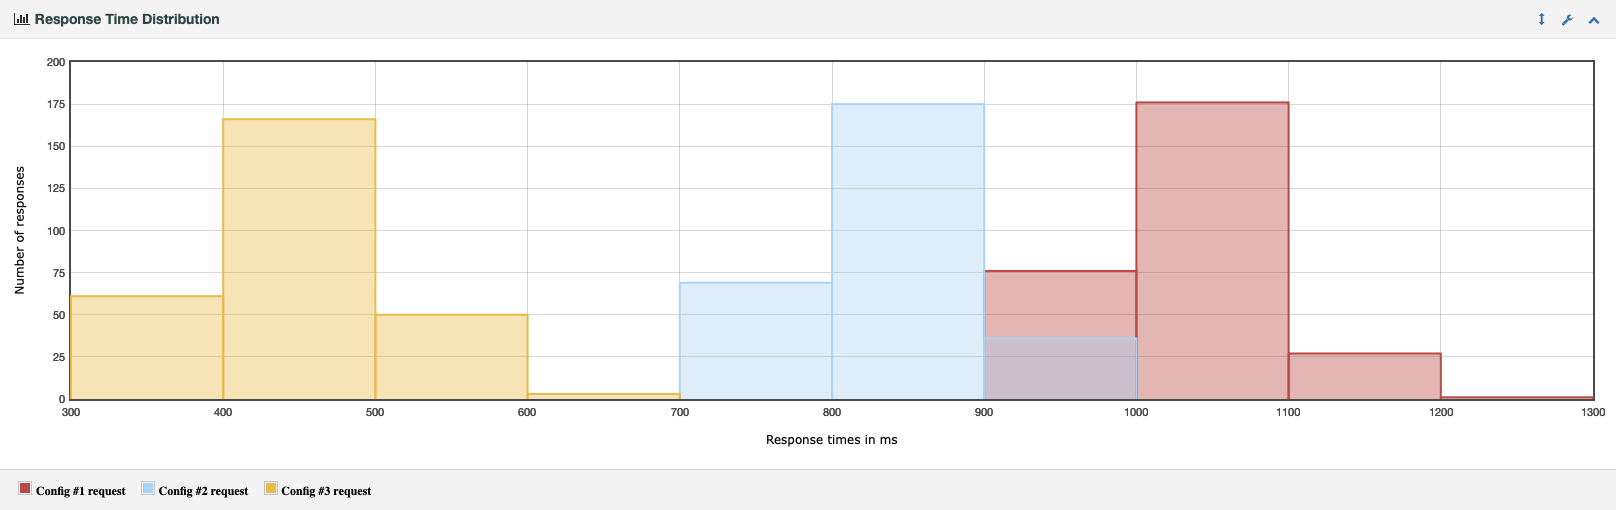 Response Time Distribution
200
175
150
125
100
75
50
25
0
Number of responses
300 400 500 600 700 800 900 1000 1100 1200 1300
Response times in ms
Config #1 request Config #2 request Config #3 request